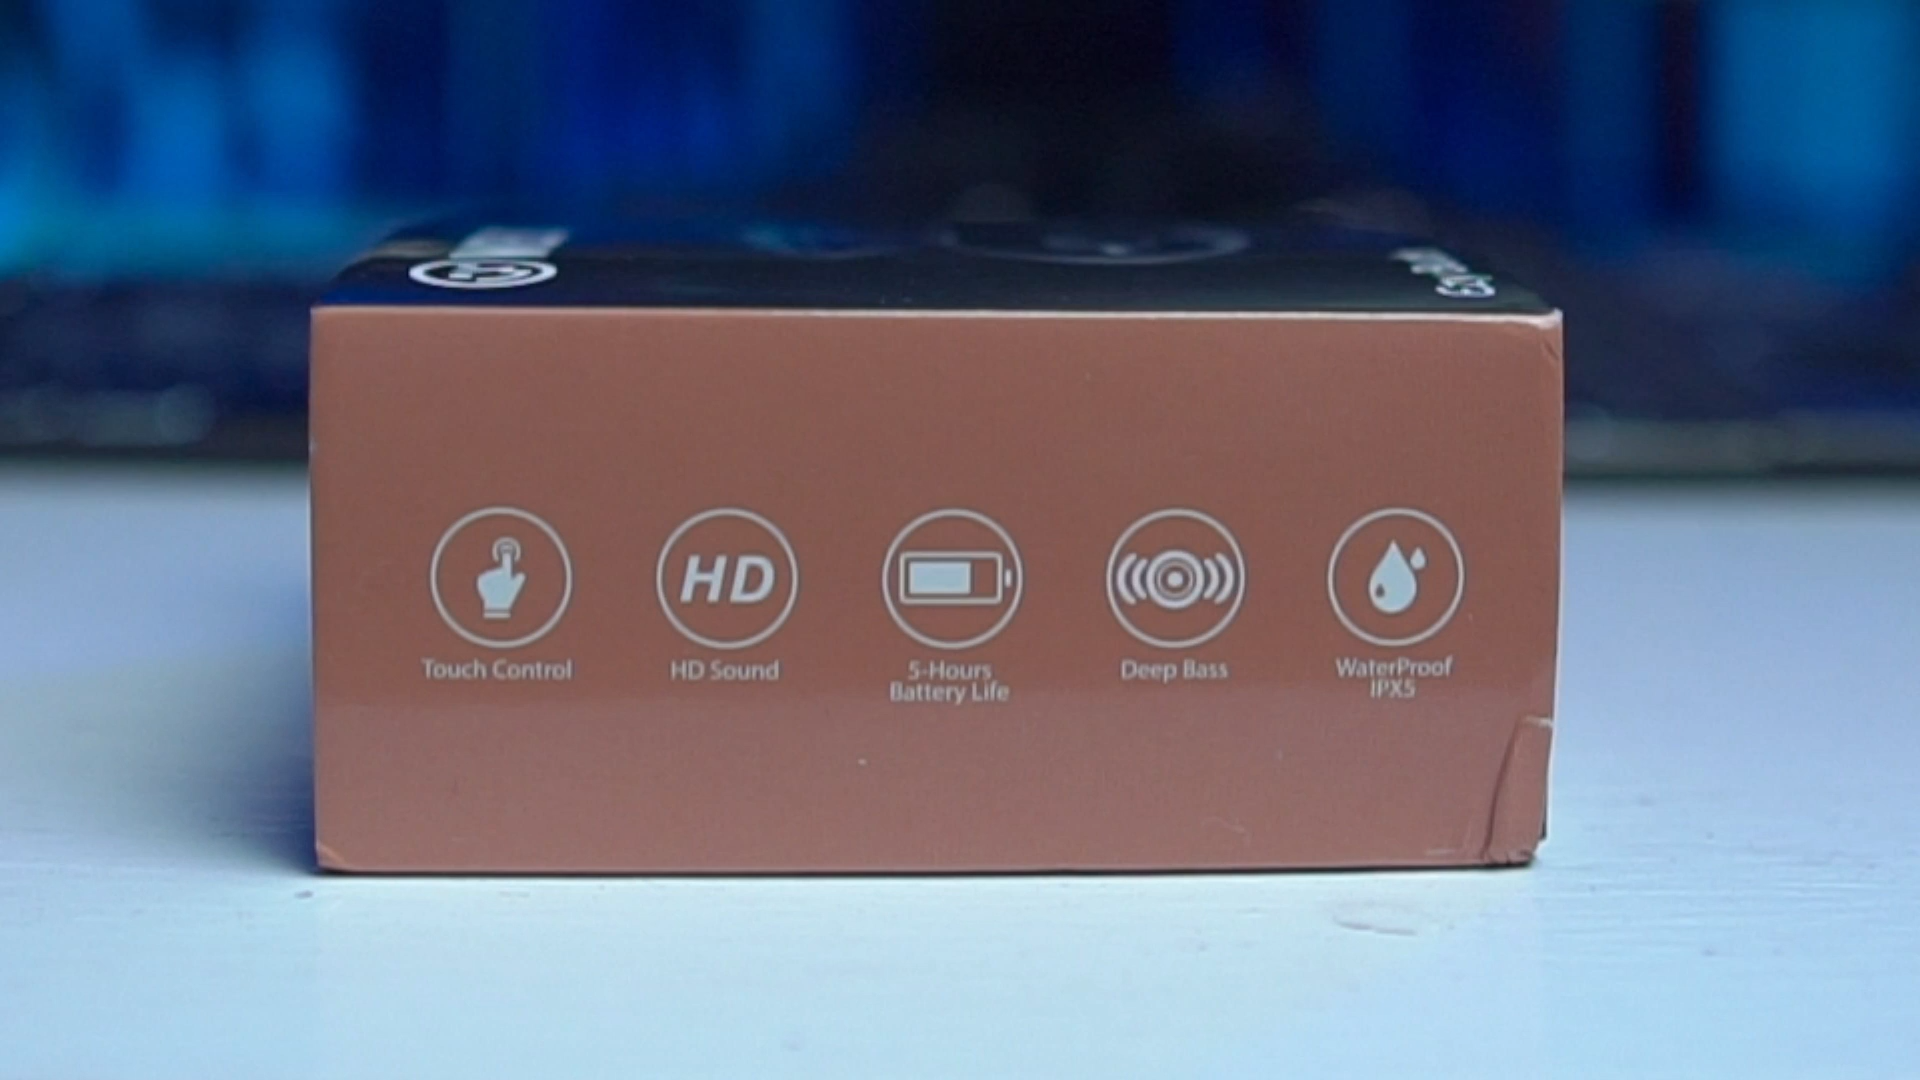 Touch Control
HD
HD Sound
5-Hours
Battery Life
Deep Bass
WaterProof
IPX5